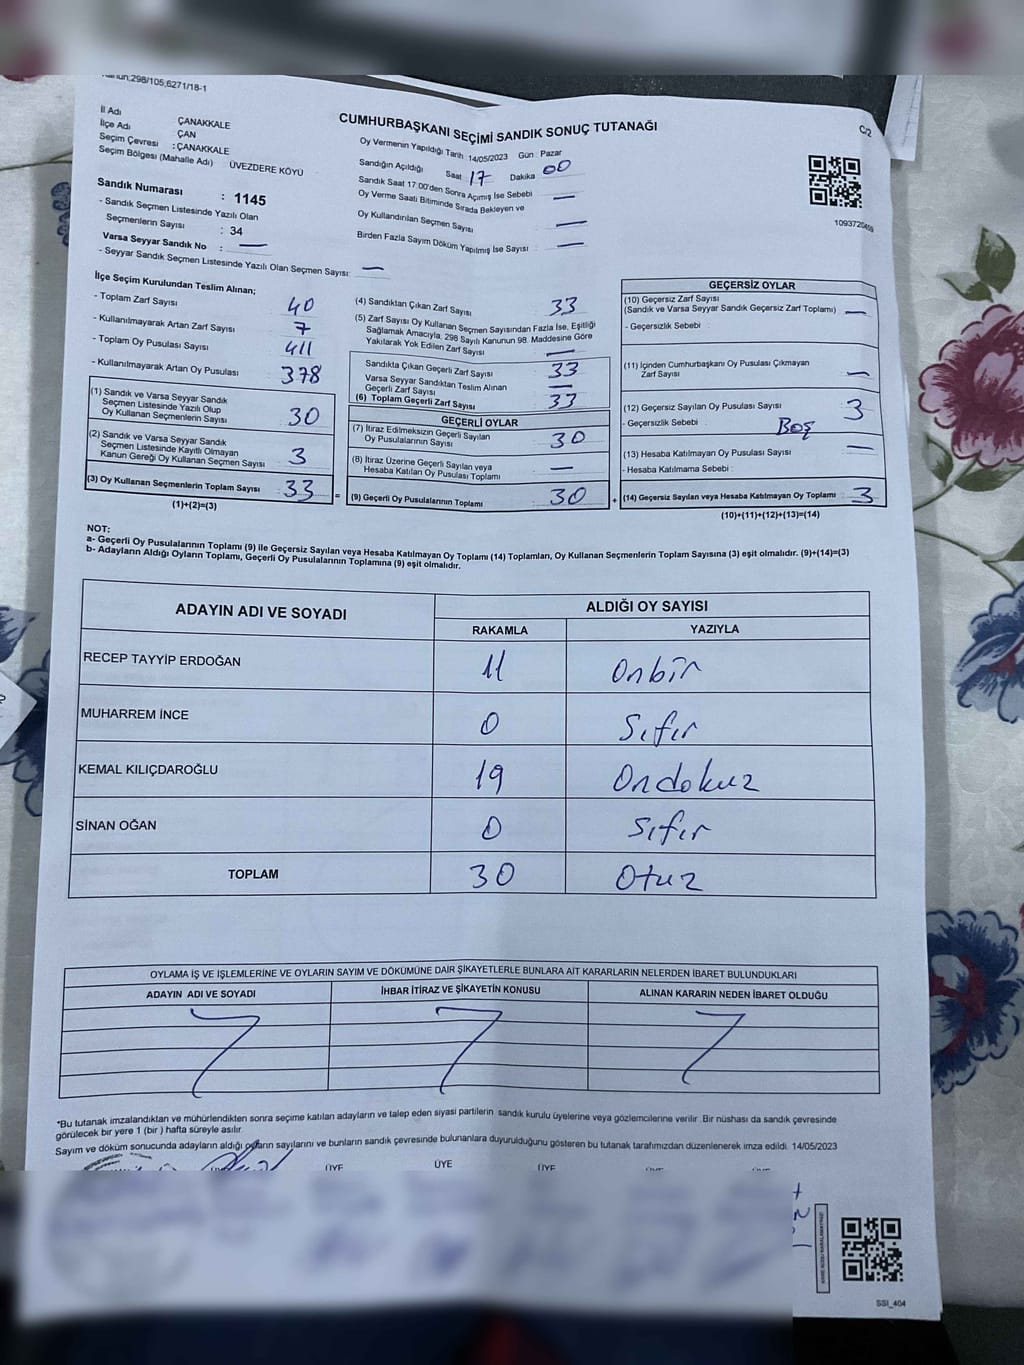 Kanun;298/105;6271/18-1
C/2
CUMHURBAŞKANI SEÇİMİ SANDIK SONUÇ TUTANAĞI
İl Adı ÇANAKKALE
İlçe Adı ÇAN
Seçim Çevresi : ÇANAKKALE
Seçim Bölgesi (Mahalle Adı) ÜVEZDERE KÖYÜ
Sandık Numarası : 1145
- Sandık Seçmen Listesinde Yazılı Olan
Seçmenlerin Sayısı : 34
Varsa Seyyar Sandık No : —
- Seyyar Sandık Seçmen Listesinde Yazılı Olan Seçmen Sayısı: —
Oy Vermenin Yapıldığı Tarih 14/05/2023 Gün : Pazar
Sandığın Açıldığı Saat 17 Dakika 00
Sandık Saat 17:00'den Sonra Açımış İse Sebebi —
Oy Verme Saati Bitiminde Sırada Bekleyen ve
Oy Kullandırılan Seçmen Sayısı —
Birden Fazla Sayım Döküm Yapılmış İse Sayısı —
İlçe Seçim Kurulundan Teslim Alınan;
- Toplam Zarf Sayısı 40
- Kullanılmayarak Artan Zarf Sayısı 7
- Toplam Oy Pusulası Sayısı 411
- Kullanılmayarak Artan Oy Pusulası 378
(1) Sandık ve Varsa Seyyar Sandık
Seçmen Listesinde Yazılı Olup
Oy Kullanan Seçmenlerin Sayısı 30
(2) Sandık ve Varsa Seyyar Sandık
Seçmen Listesinde Kayıtlı Olmayan
Kanun Gereği Oy Kullanan Seçmen Sayısı 3
(3) Oy Kullanan Seçmenlerin Toplam Sayısı 33 =
(1)+(2)=(3)
(4) Sandıktan Çıkan Zarf Sayısı 33
(5) Zarf Sayısı Oy Kullanan Seçmen Sayısından Fazla İse, Eşitliği
Sağlamak Amacıyla, 298 Sayılı Kanunun 98. Maddesine Göre
Yakılarak Yok Edilen Zarf Sayısı —
Sandıkta Çıkan Geçerli Zarf Sayısı 33
Varsa Seyyar Sandıktan Teslim Alınan
Geçerli Zarf Sayısı —
(6) Toplam Geçerli Zarf Sayısı 33
GEÇERLİ OYLAR
(7) İtiraz Edilmeksizin Geçerli Sayılan
Oy Pusulalarının Sayısı 30
(8) İtiraz Üzerine Geçerli Sayılan veya
Hesaba Katılan Oy Pusulası Toplamı —
(9) Geçerli Oy Pusulalarının Toplamı 30 +
GEÇERSİZ OYLAR
(10) Geçersiz Zarf Sayısı
(Sandık ve Varsa Seyyar Sandık Geçersiz Zarf Toplamı) —
- Geçersizlik Sebebi :
(11) İçinden Cumhurbaşkanı Oy Pusulası Çıkmayan
Zarf Sayısı —
(12) Geçersiz Sayılan Oy Pusulası Sayısı 3
- Geçersizlik Sebebi : Boş
(13) Hesaba Katılmayan Oy Pusulası Sayısı —
- Hesaba Katılmama Sebebi :
(14) Geçersiz Sayılan veya Hesaba Katılmayan Oy Toplamı 3
(10)+(11)+(12)+(13)=(14)
NOT:
a- Geçerli Oy Pusulalarının Toplamı (9) ile Geçersiz Sayılan veya Hesaba Katılmayan Oy Toplamı (14) Toplamları, Oy Kullanan Seçmenlerin Toplam Sayısına (3) eşit olmalıdır. (9)+(14)=(3)
b- Adayların Aldığı Oyların Toplamı, Geçerli Oy Pusulalarının Toplamına (9) eşit olmalıdır.
ADAYIN ADI VE SOYADI ALDIĞI OY SAYISI
RAKAMLA YAZIYLA
RECEP TAYYİP ERDOĞAN 11 Onbir
MUHARREM İNCE 0 Sıfır
KEMAL KILIÇDAROĞLU 19 Ondokuz
SİNAN OĞAN 0 Sıfır
TOPLAM 30 Otuz
OYLAMA İŞ VE İŞLEMLERİNE VE OYLARIN SAYIM VE DÖKÜMÜNE DAİR ŞİKAYETLERLE BUNLARA AİT KARARLARIN NELERDEN İBARET BULUNDUKLARI
ADAYIN ADI VE SOYADI İHBAR İTİRAZ VE ŞİKAYETİN KONUSU ALINAN KARARIN NEDEN İBARET OLDUĞU
*Bu tutanak imzalandıktan ve mühürlendikten sonra seçime katılan adayların ve talep eden siyasi partilerin sandık kurulu üyelerine veya gözlemcilerine verilir. Bir nüshası da sandık çevresinde
görülecek bir yere 1 (bir) hafta süreyle asılır.
Sayım ve döküm sonucunda adayların aldığı oyların sayılarını ve bunların sandık çevresinde bulunanlara duyurulduğunu gösteren bu tutanak tarafımızdan düzenlenerek imza edildi. 14/05/2023
ÜYE ÜYE ÜYE
SSI_404